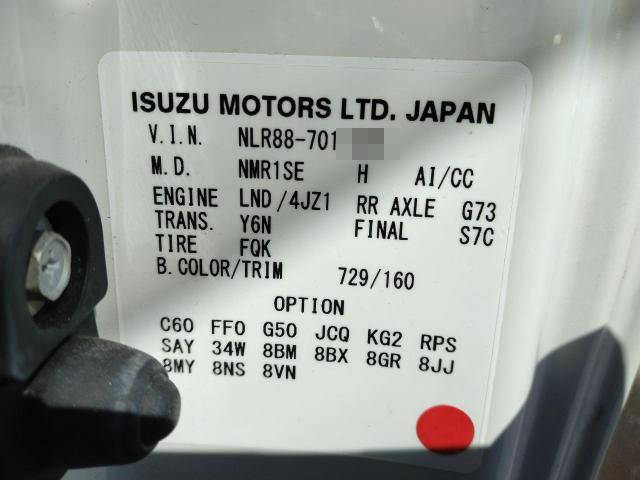 ISUZU MOTORS LTD. JAPAN
V.I.N. NLR88-701
M.D. NMR1SE H AI/CC
ENGINE LND/4JZ1 RR AXLE G73
TRANS. Y6N FINAL S7C
TIRE FQK
B.COLOR/TRIM 729/160
OPTION
C60 FF0 G50 JCQ KG2 RPS
SAY 34W 8BM 8BX 8GR 8JJ
8MY 8NS 8VN